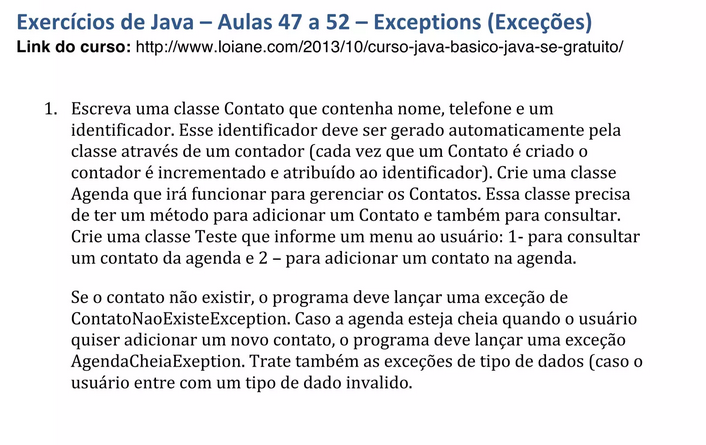 Exercícios de Java – Aulas 47 a 52 – Exceptions (Exceções)
Link do curso: http://www.loiane.com/2013/10/curso-java-basico-java-se-gratuito/
1. Escreva uma classe Contato que contenha nome, telefone e um
identificador. Esse identificador deve ser gerado automaticamente pela
classe através de um contador (cada vez que um Contato é criado o
contador é incrementado e atribuído ao identificador). Crie uma classe
Agenda que irá funcionar para gerenciar os Contatos. Essa classe precisa
de ter um método para adicionar um Contato e também para consultar.
Crie uma classe Teste que informe um menu ao usuário: 1- para consultar
um contato da agenda e 2 – para adicionar um contato na agenda.
Se o contato não existir, o programa deve lançar uma exceção de
ContatoNaoExisteException. Caso a agenda esteja cheia quando o usuário
quiser adicionar um novo contato, o programa deve lançar uma exceção
AgendaCheiaExeption. Trate também as exceções de tipo de dados (caso o
usuário entre com um tipo de dado invalido.